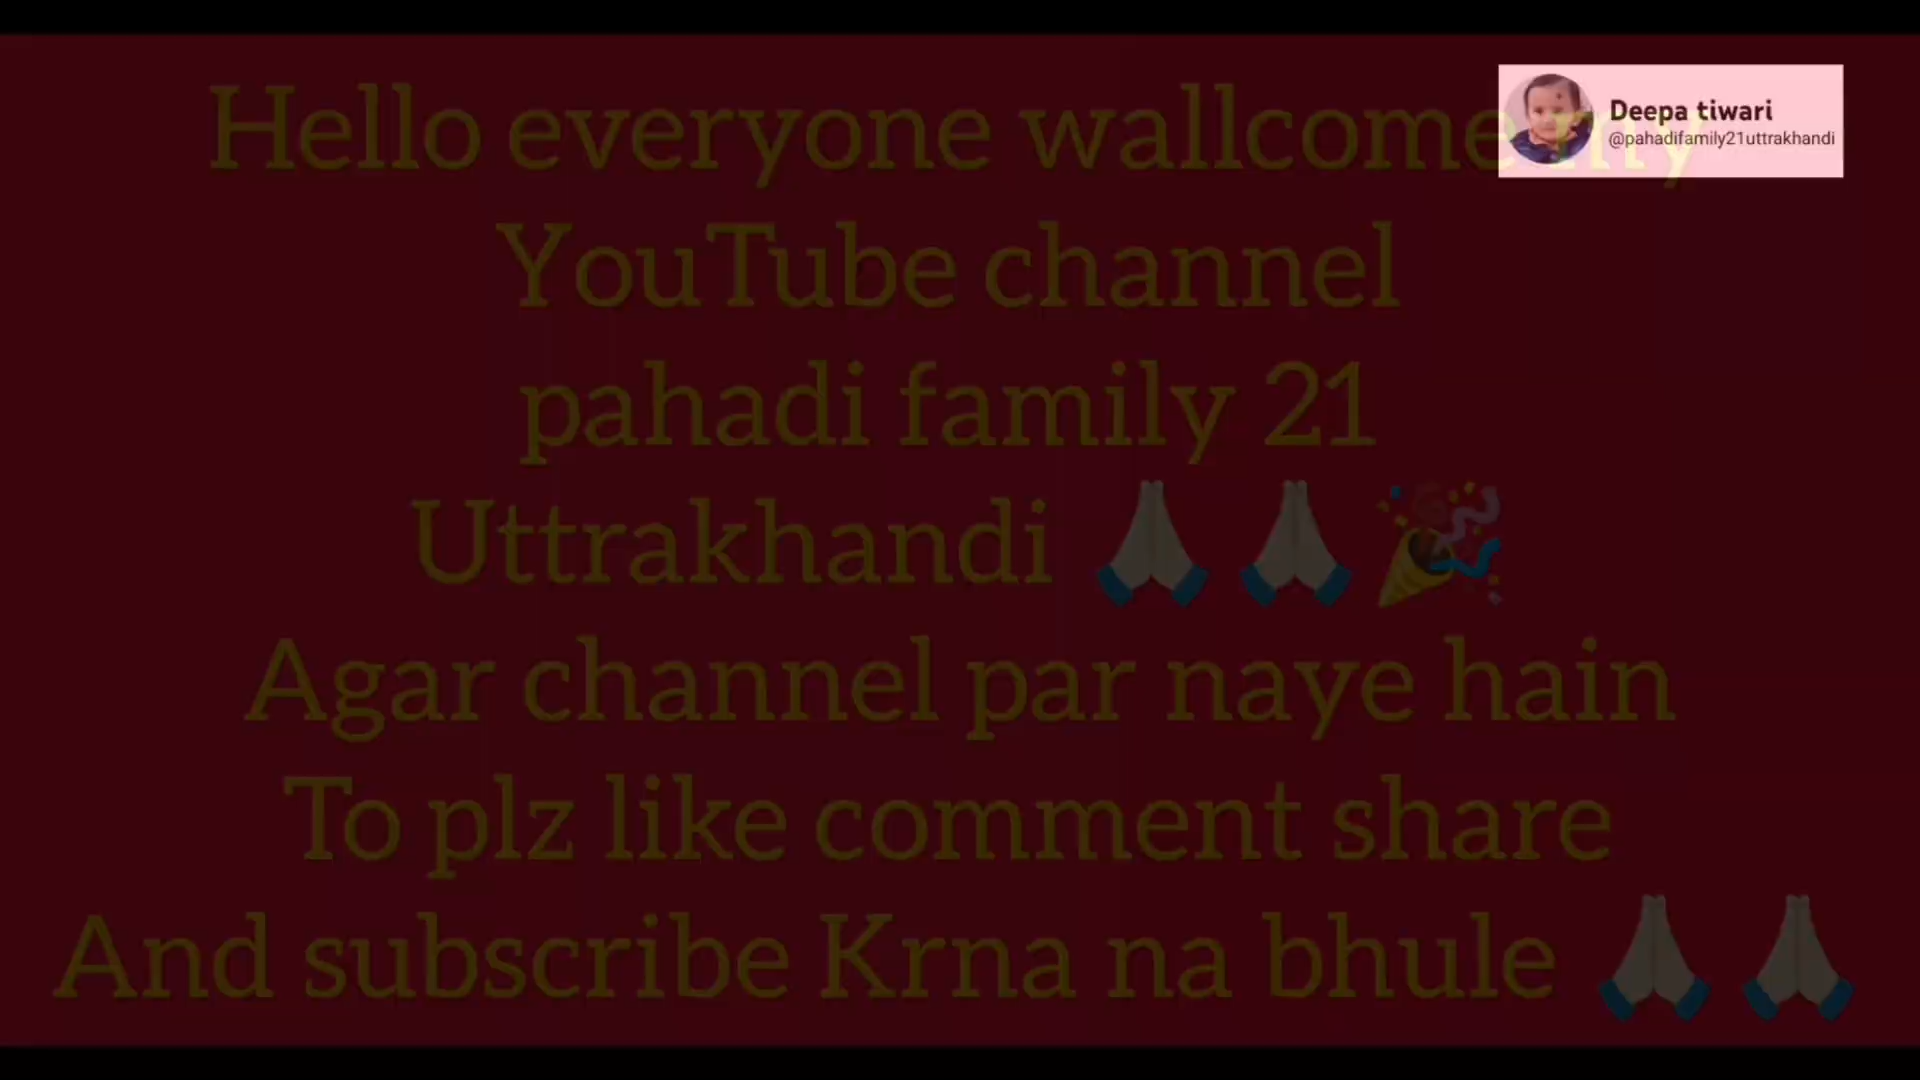 Hello everyone wallcome my
Deepa tiwari
@pahadifamily21uttrakhandi
YouTube channel
pahadi family 21
Uttrakhandi 🙏🙏🎉
Agar channel par naye hain
To plz like comment share
And subscribe Krna na bhule 🙏🙏